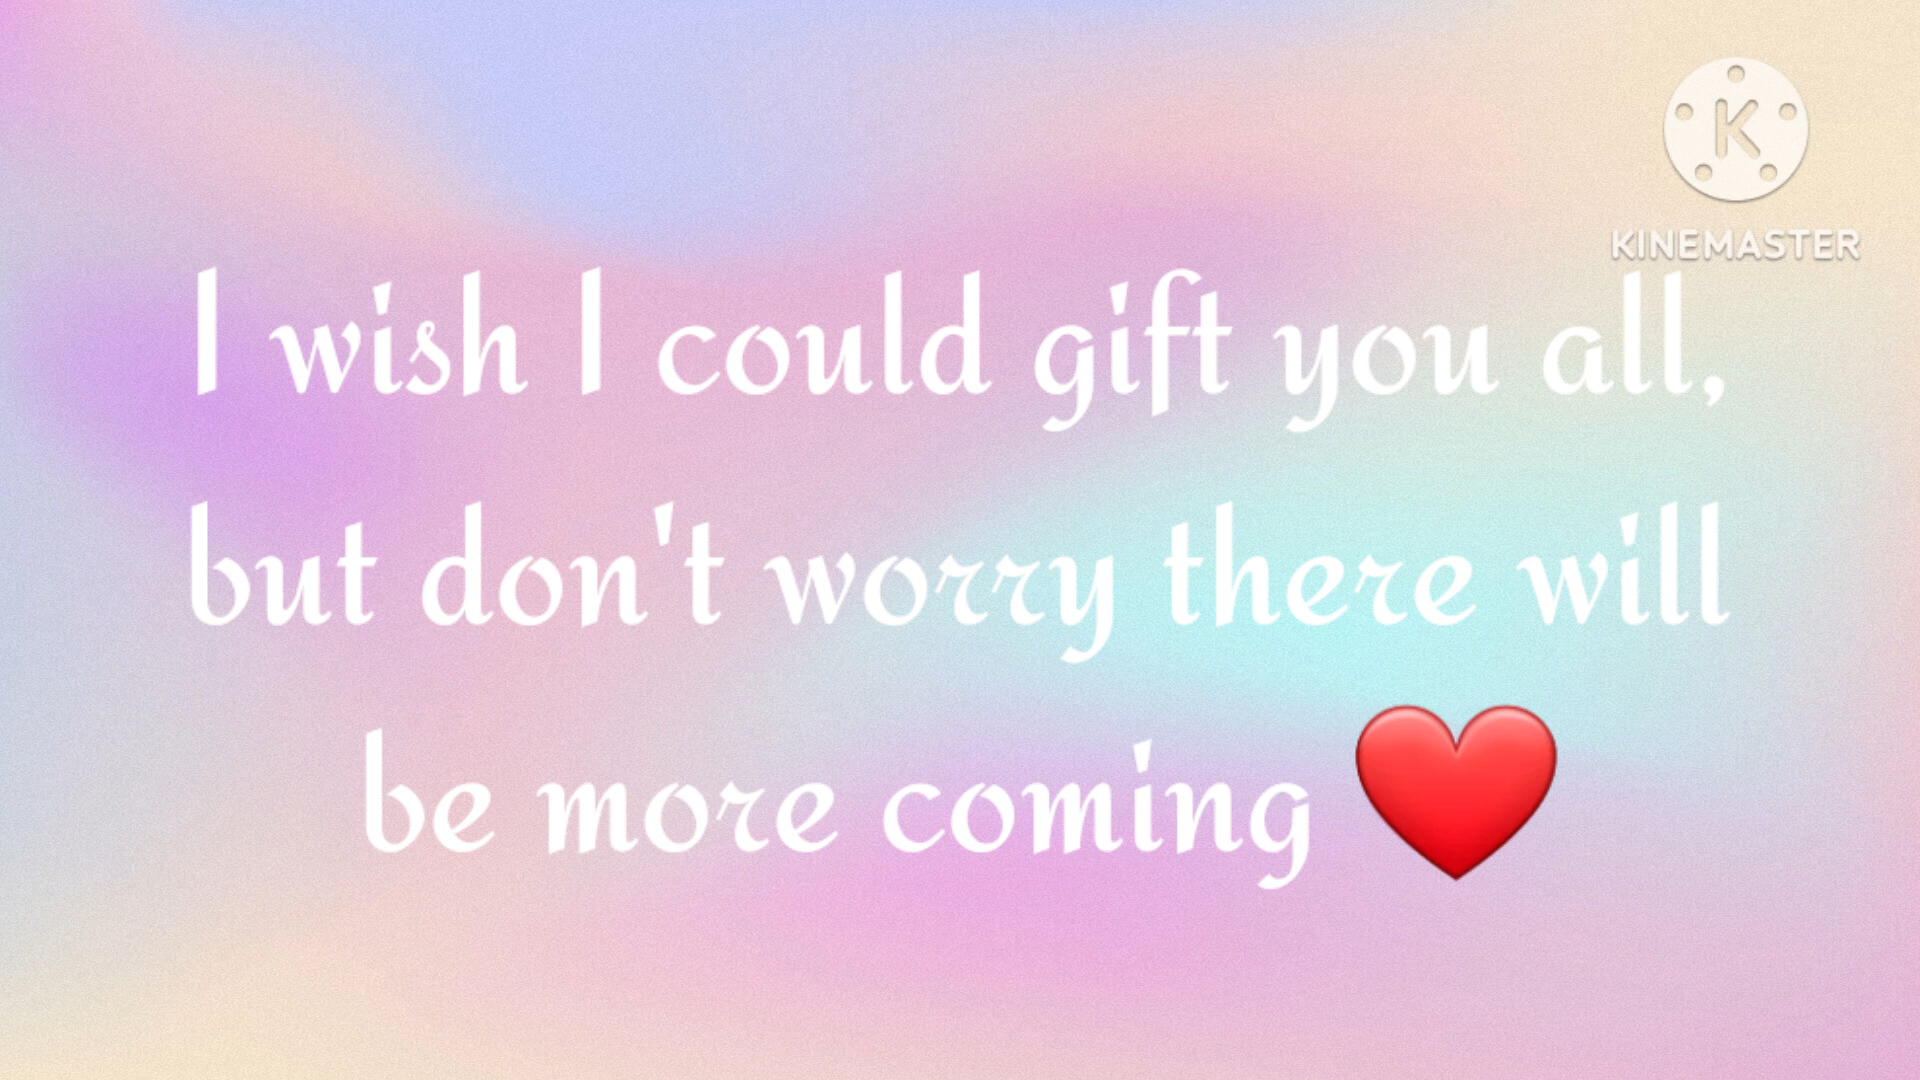 K
KINEMASTER
I wish I could gift you all,
but don't worry there will
be more coming ❤️